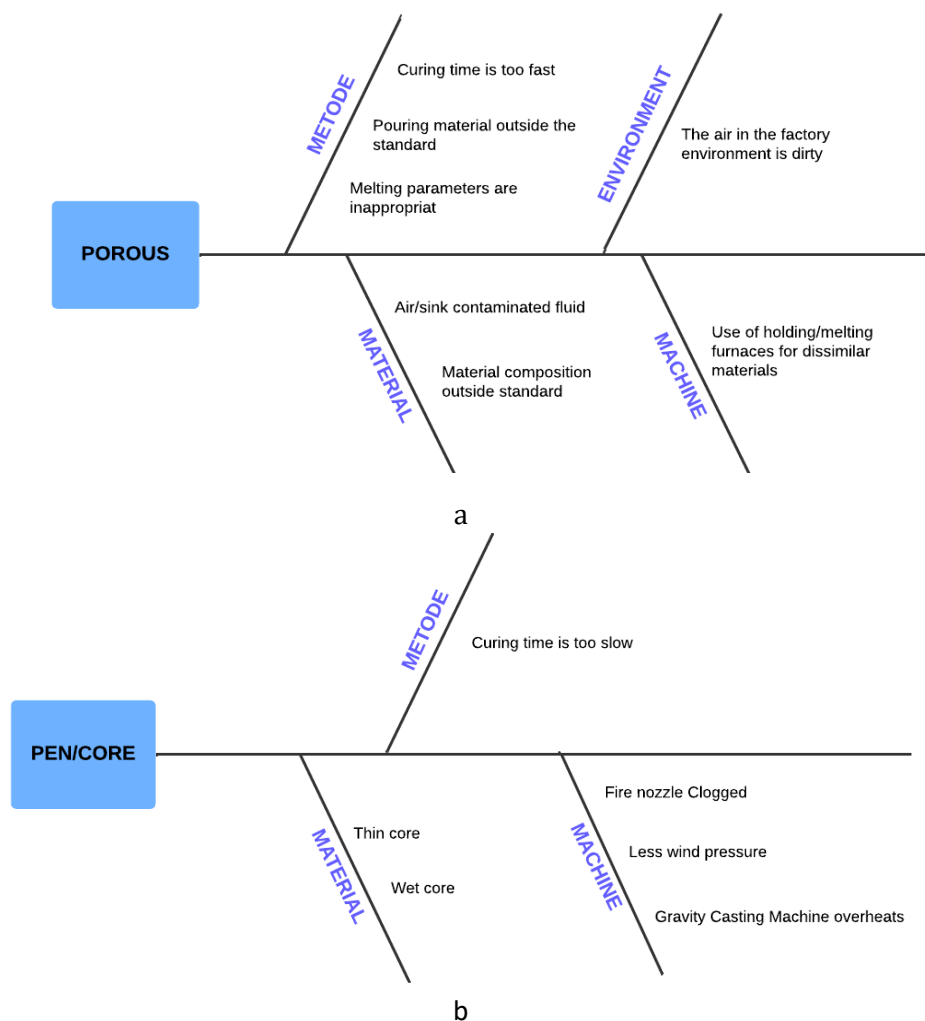 METODE
Curing time is too fast
Pouring material outside the
standard
Melting parameters are
inappropriat
ENVIRONMENT
The air in the factory
environment is dirty
POROUS
MATERIAL
Air/sink contaminated fluid
Material composition
outside standard
MACHINE
Use of holding/melting
furnaces for dissimilar
materials
a
METODE
Curing time is too slow
PEN/CORE
MATERIAL
Thin core
Wet core
MACHINE
Fire nozzle Clogged
Less wind pressure
Gravity Casting Machine overheats
b